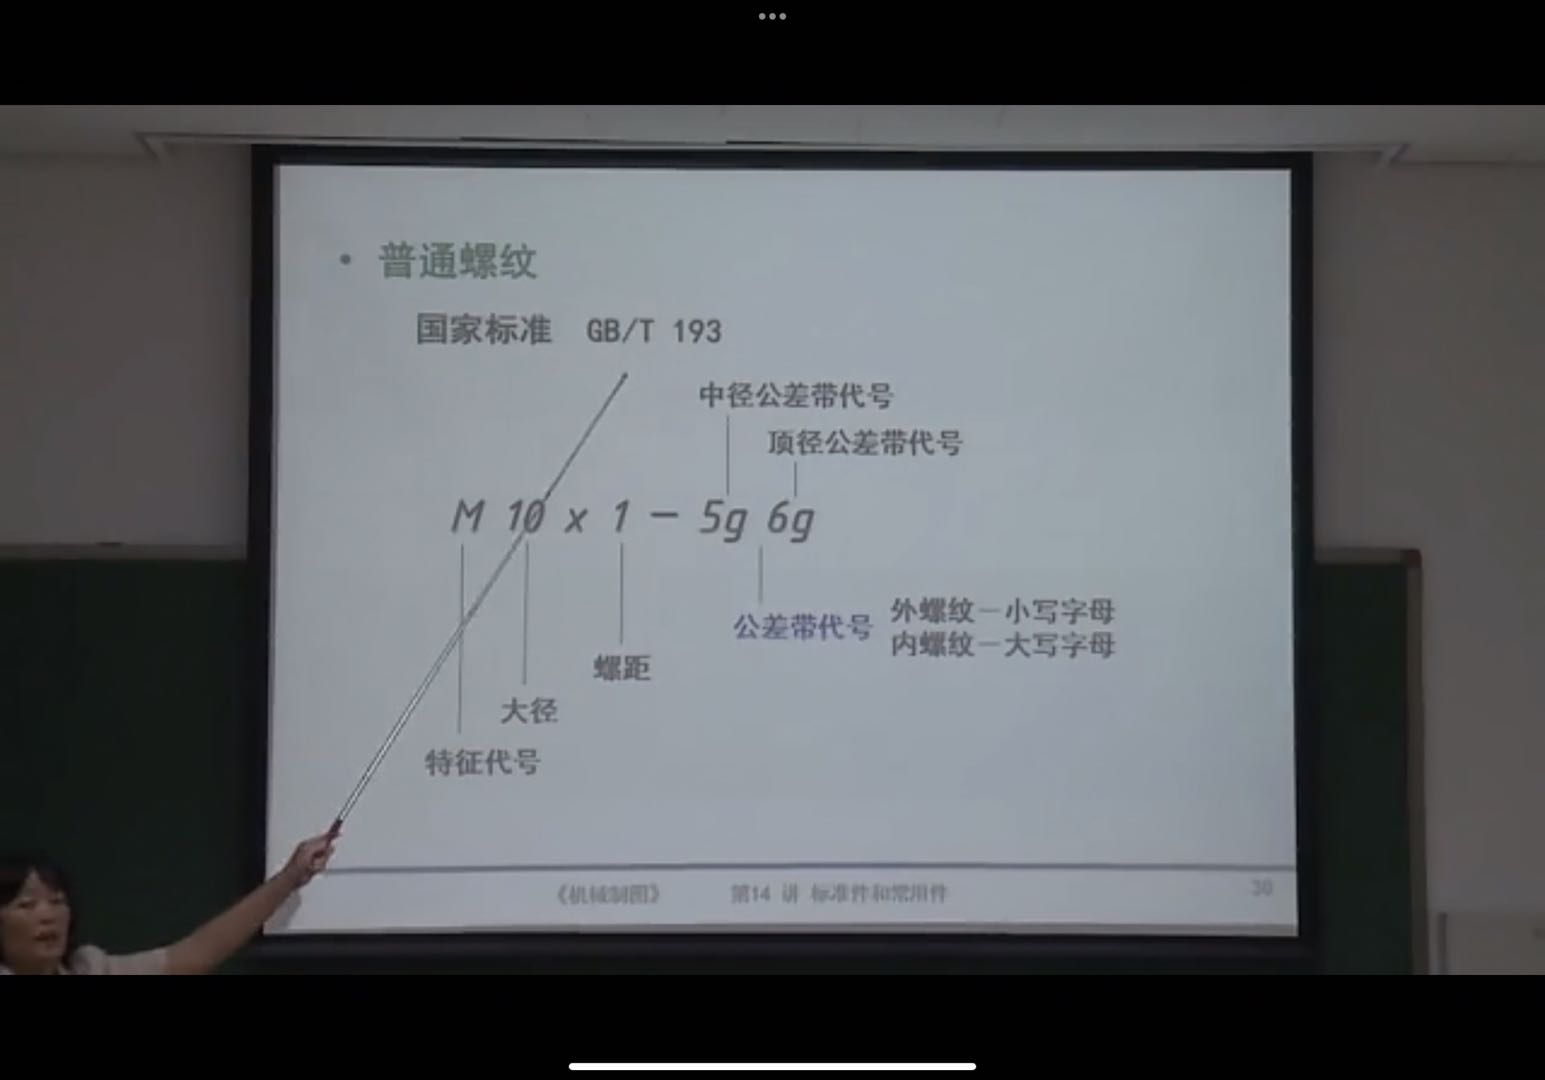 • 普通螺纹
国家标准 GB/T 193
中径公差带代号
顶径公差带代号
M 10 x 1 — 5g 6g
公差带代号
外螺纹－小写字母
内螺纹－大写字母
螺距
大径
特征代号
《机械制图》 第14 讲 标准件和常用件 30